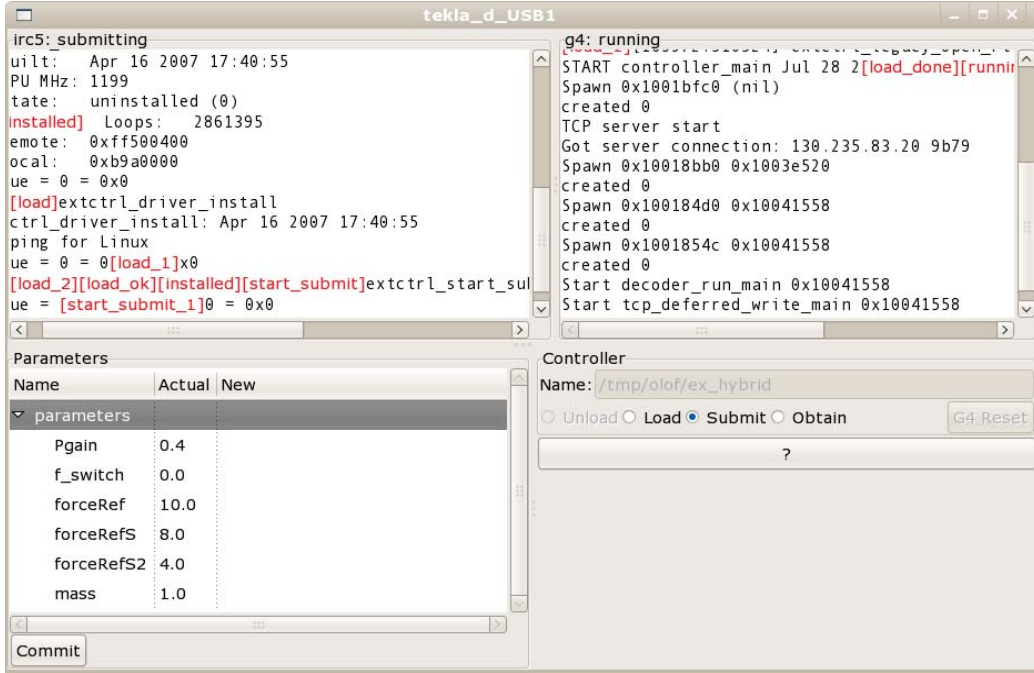 tekla_d_USB1
irc5: submitting
uilt:   Apr 16 2007 17:40:55
PU MHz: 1199
tate:   uninstalled (0)
installed]  Loops:   2861395
emote:  0xff500400
ocal:   0xb9a0000
ue = 0 = 0x0
[load]extctrl_driver_install
ctrl_driver_install: Apr 16 2007 17:40:55
ping for Linux
ue = 0 = 0[load_1]x0
[load_2][load_ok][installed][start_submit]extctrl_start_sul
ue = [start_submit_1]0 = 0x0
g4: running
START controller_main Jul 28 2[load_done][runnin
Spawn 0x1001bfc0 (nil)
created 0
TCP server start
Got server connection: 130.235.83.20 9b79
Spawn 0x10018bb0 0x1003e520
created 0
Spawn 0x100184d0 0x10041558
created 0
Spawn 0x1001854c 0x10041558
created 0
Start decoder_run_main 0x10041558
Start tcp_deferred_write_main 0x10041558
Parameters
Name Actual New
parameters
Pgain 0.4
f_switch 0.0
forceRef 10.0
forceRefS 8.0
forceRefS2 4.0
mass 1.0
Commit
Controller
Name: /tmp/olof/ex_hybrid
Unload Load Submit Obtain G4 Reset
?